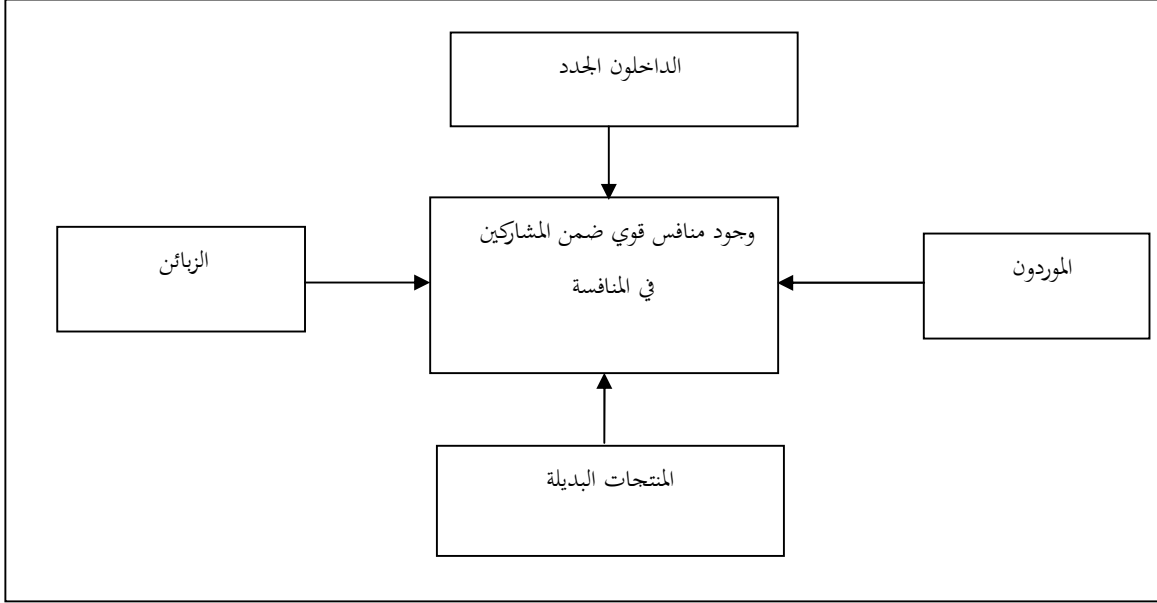 الداخلون الجدد
وجود منافس قوي ضمن المشاركين
في المنافسة
الموردون
الزبائن
المنتجات البديلة